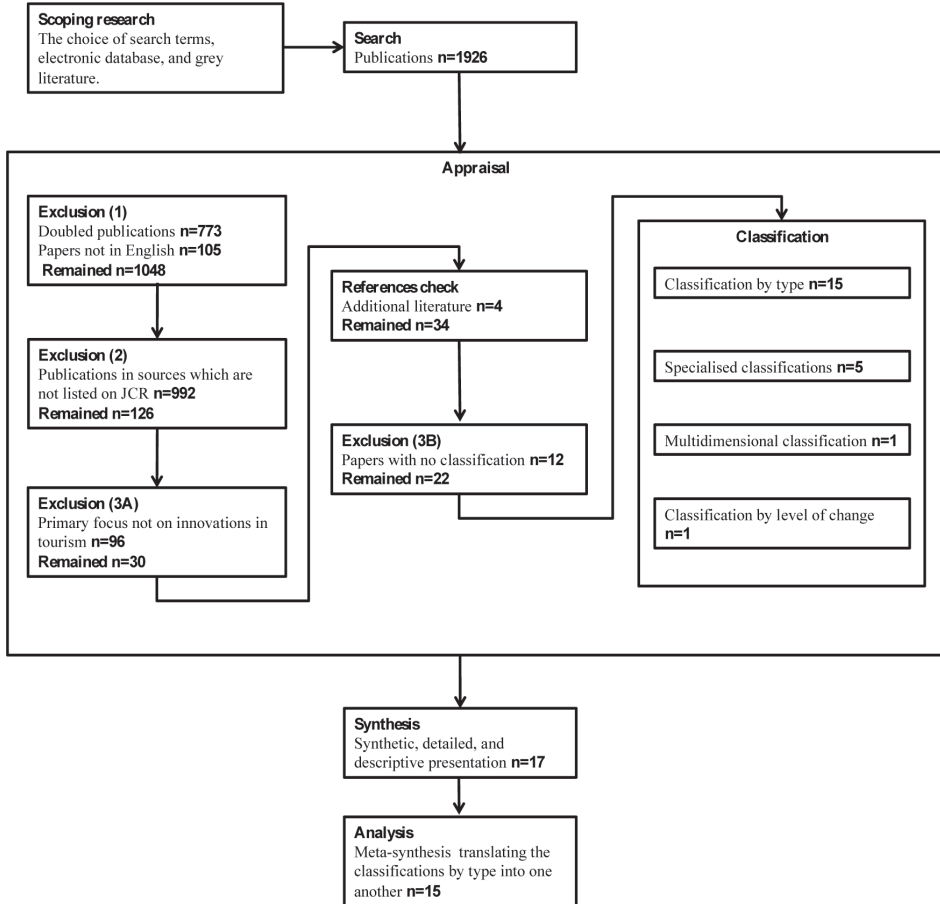 Scoping research
The choice of search terms,
electronic database, and grey
literature.
Search
Publications n=1926
Appraisal
Exclusion (1)
Doubled publications n=773
Papers not in English n=105
Remained n=1048
Exclusion (2)
Publications in sources which are
not listed on JCR n=992
Remained n=126
Exclusion (3A)
Primary focus not on innovations in
tourism n=96
Remained n=30
References check
Additional literature n=4
Remained n=34
Exclusion (3B)
Papers with no classification n=12
Remained n=22
Classification
Classification by type n=15
Specialised classifications n=5
Multidimensional classification n=1
Classification by level of change
n=1
Synthesis
Synthetic, detailed, and
descriptive presentation n=17
Analysis
Meta-synthesis translating the
classifications by type into one
another n=15